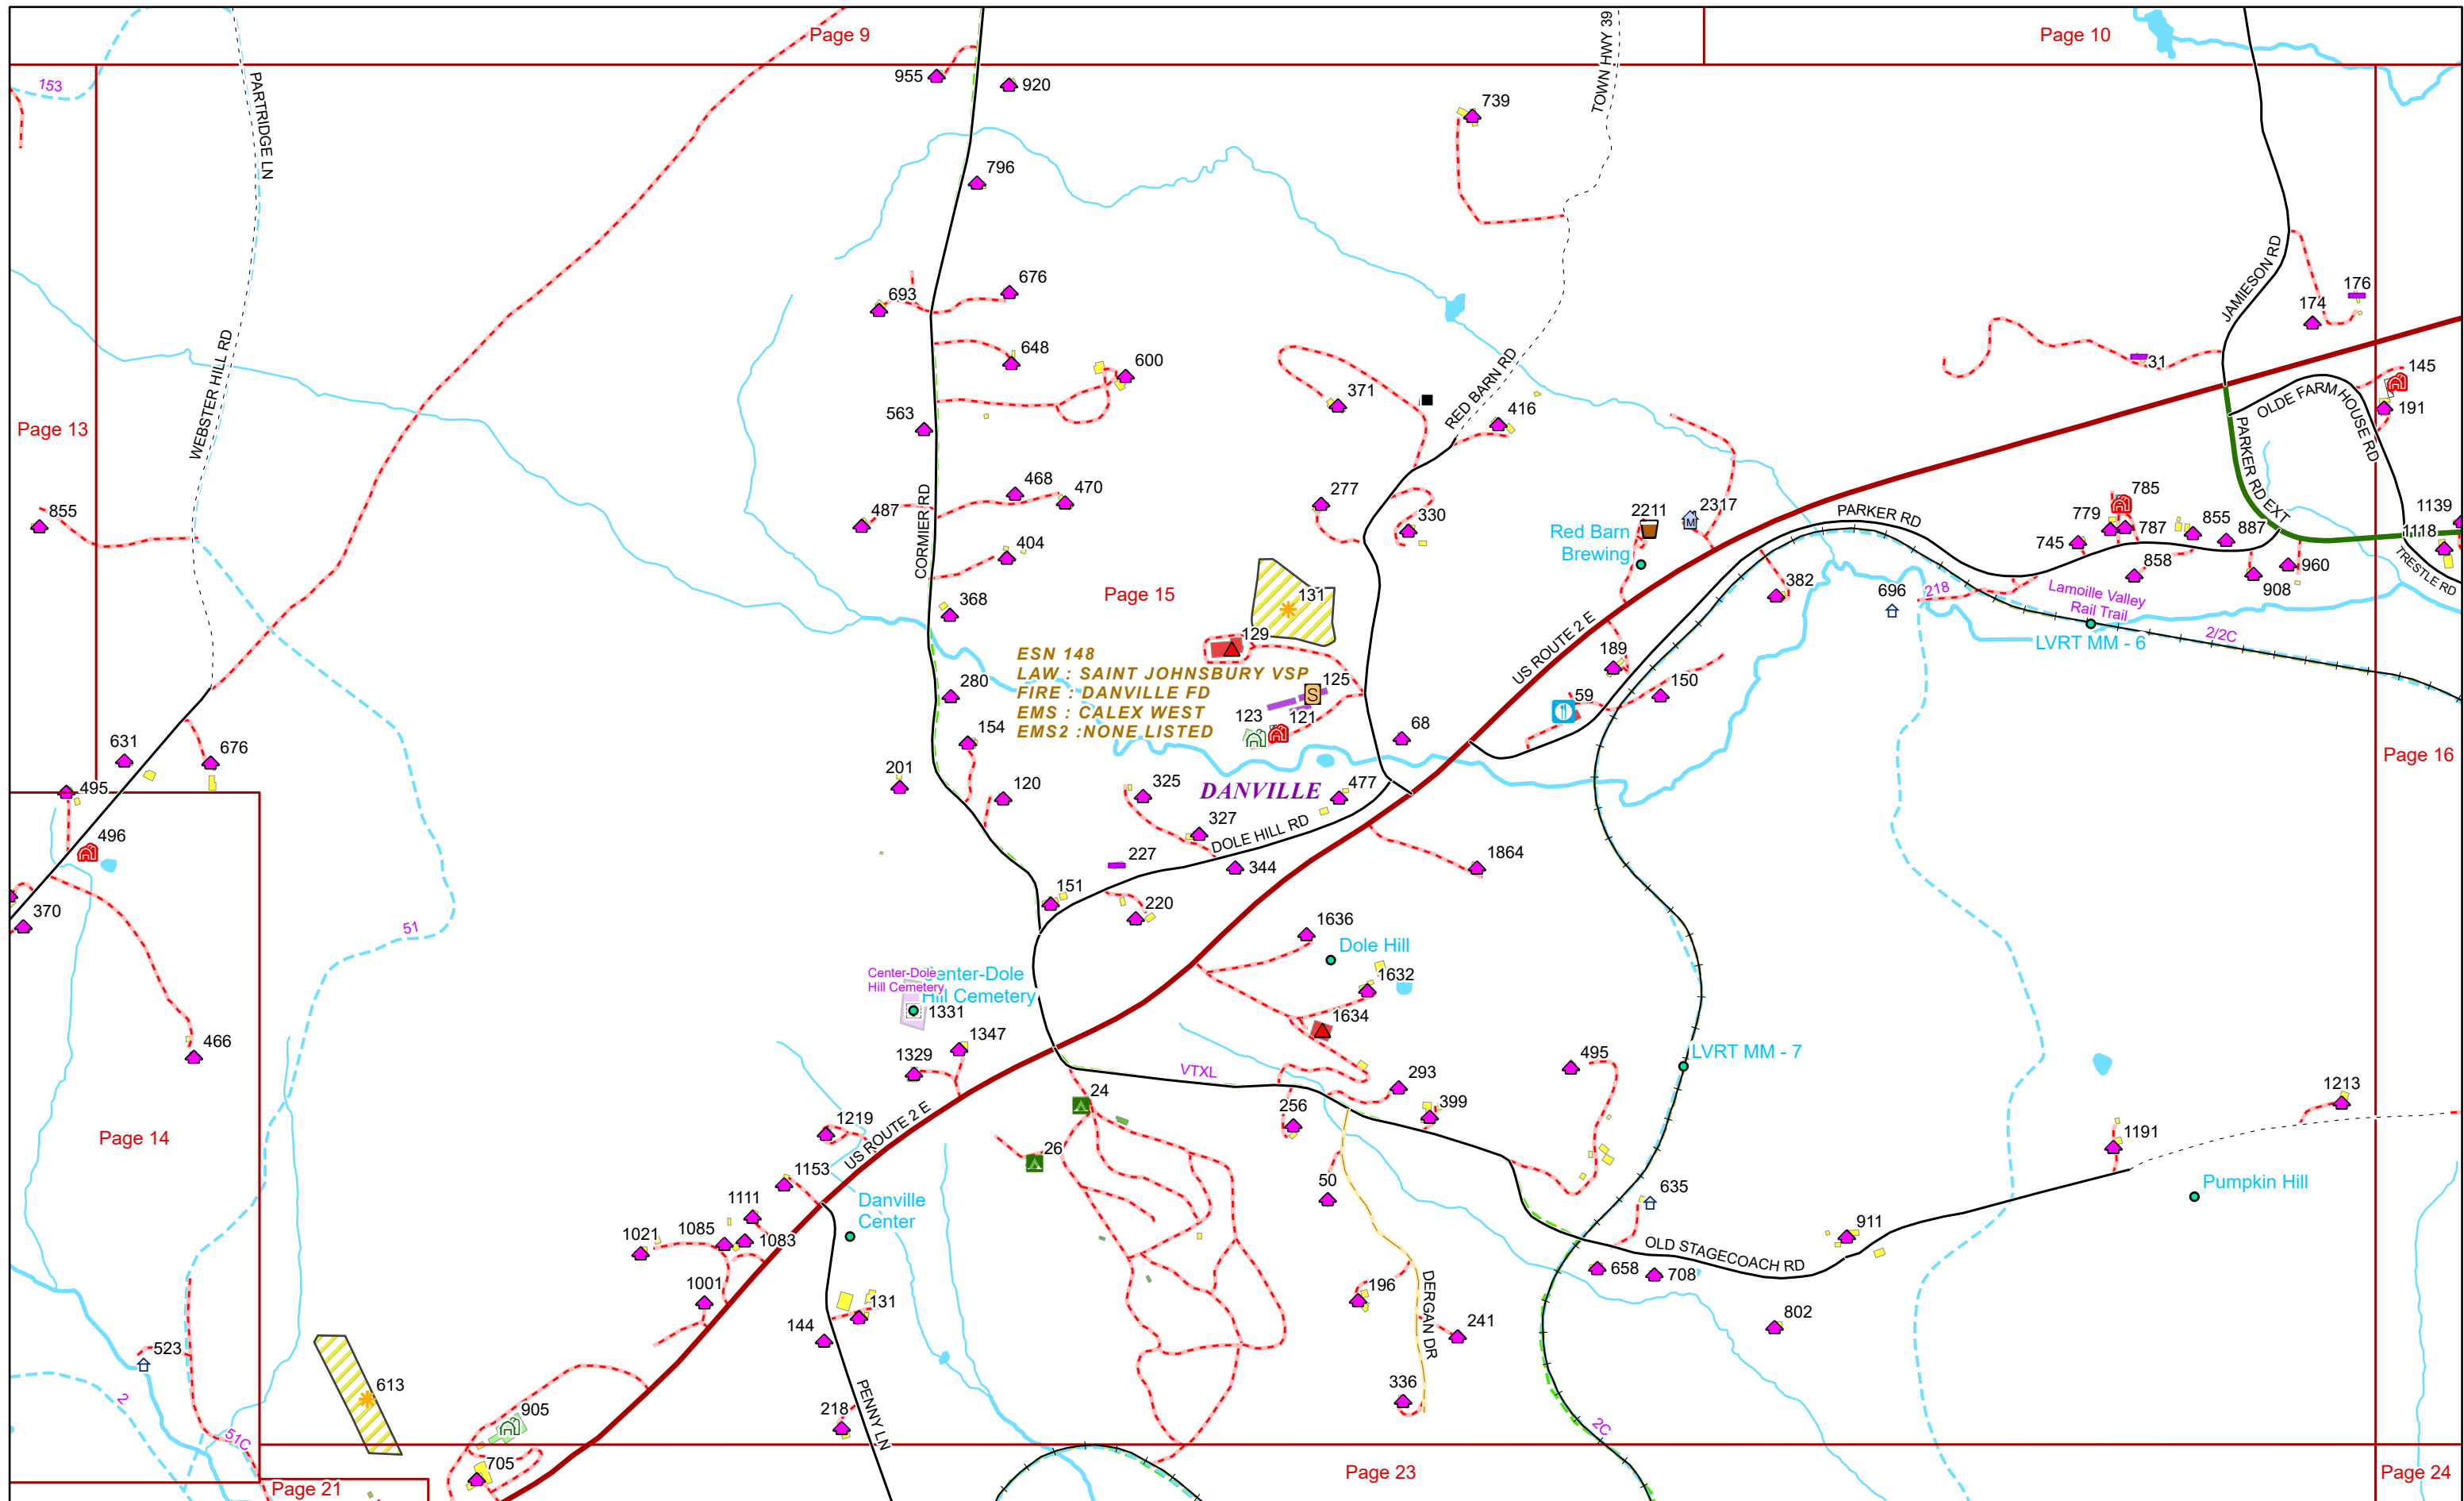 Page 9
Page 10
153
PARTRIDGE LN
955
920
739
TOWN HWY 39
796
JAMIESON RD
693
676
176
174
WEBSTER HILL RD
648
600
31
371
RED BARN RD
416
145
OLDE FARM HOUSE RD
191
563
Page 13
PARKER RD EXT
468
470
277
487
CORMIER RD
330
2211
2317
PARKER RD
785
779
787
855
887
1139
1118
855
Red Barn
Brewing
404
745
858
960
908
TRESTLE RD
368
Page 15
131
382
696
218
Lamoille Valley
Rail Trail
2/2C
LVRT MM - 6
129
ESN 148
LAW : SAINT JOHNSBURY VSP
FIRE : DANVILLE FD
EMS : CALEX WEST
EMS2 :NONE LISTED
US ROUTE 2 E
189
280
125
150
59
123
121
154
68
631
676
Page 16
201
120
325
DANVILLE
477
495
327
DOLE HILL RD
496
227
344
1864
151
220
370
51
1636
Dole Hill
Center-Dole
Hill Cemetery
Center-Dole
Hill Cemetery
1331
1632
1634
466
1347
1329
VTXL
495
LVRT MM - 7
293
24
256
399
1213
1219
US ROUTE 2 E
Page 14
26
1191
1153
50
635
Pumpkin Hill
1111
Danville
Center
1021
1085
1083
911
OLD STAGECOACH RD
658
708
1001
131
196
DERGAN DR
144
241
802
523
613
336
2
905
218
PENNY LN
2C
51C
705
Page 21
Page 23
Page 24